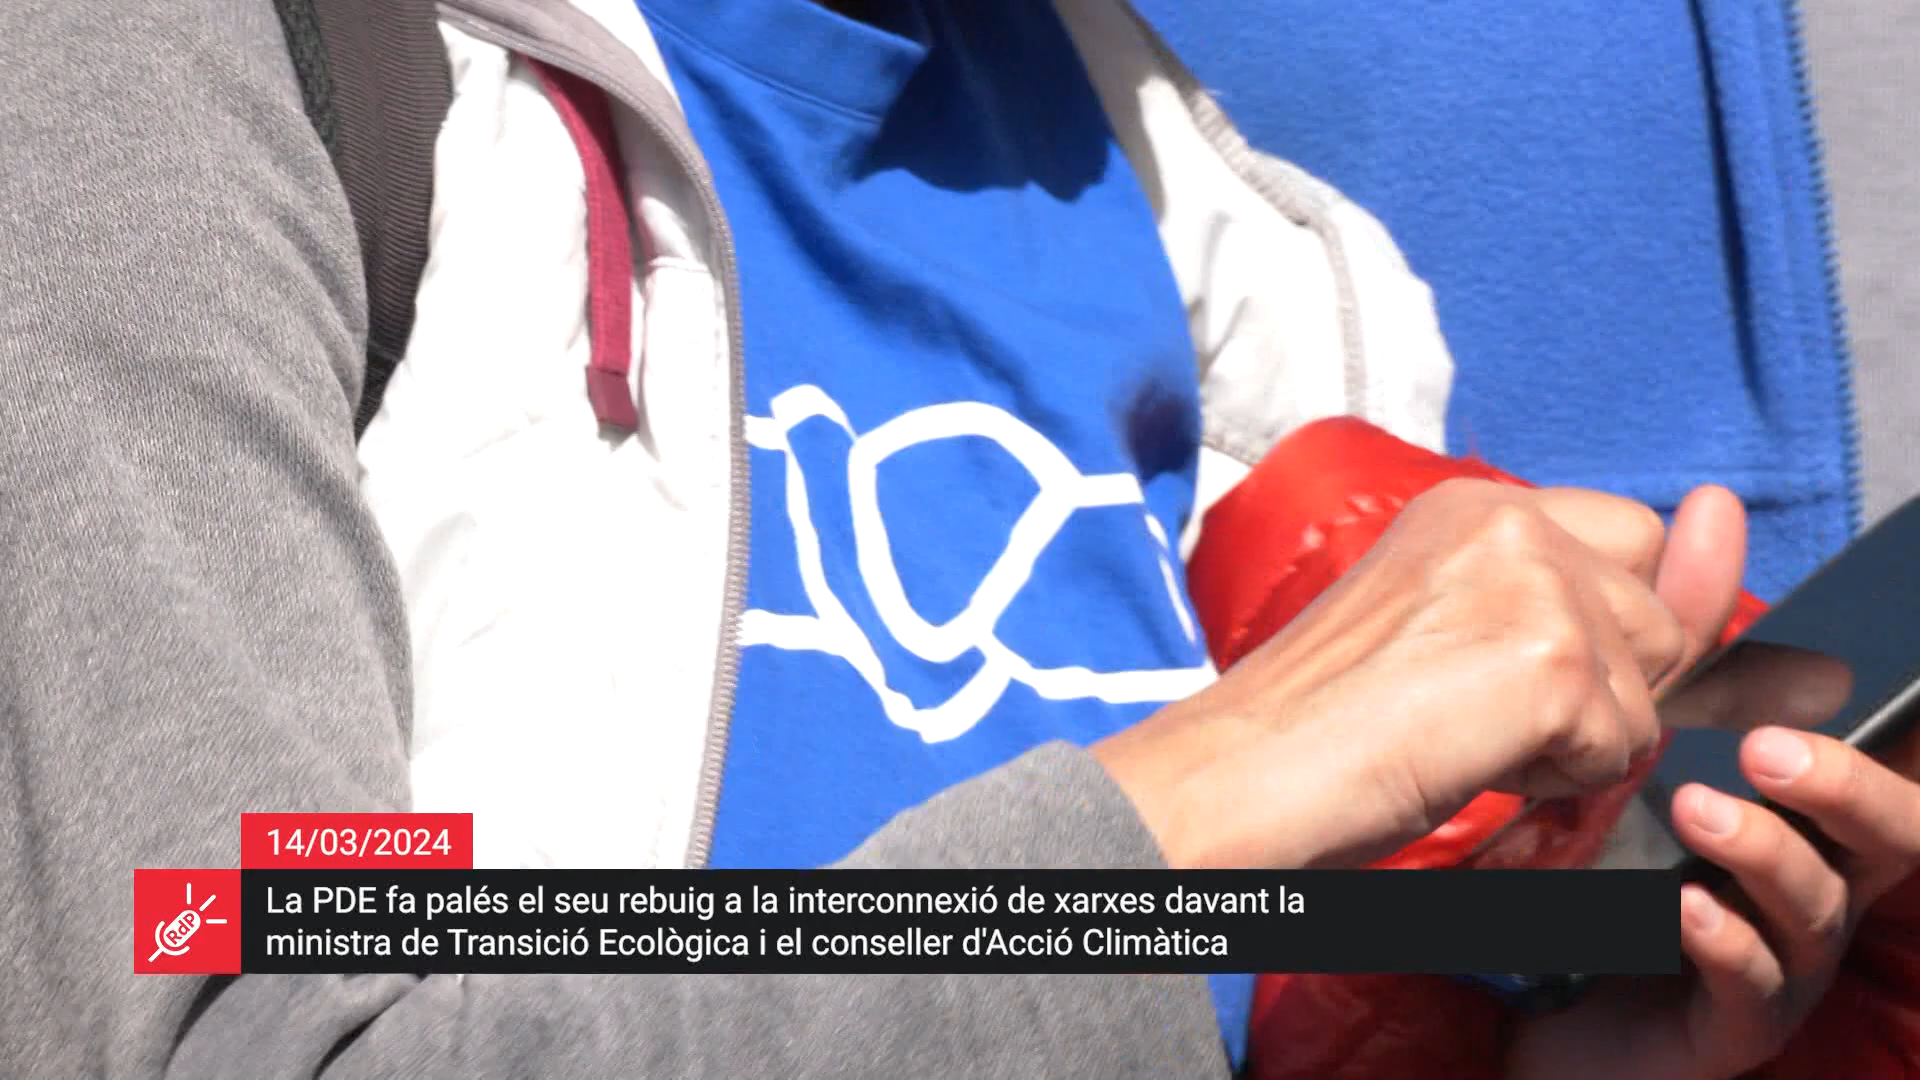 14/03/2024
RdP
La PDE fa palés el seu rebuig a la interconnexió de xarxes davant la
ministra de Transició Ecològica i el conseller d'Acció Climàtica